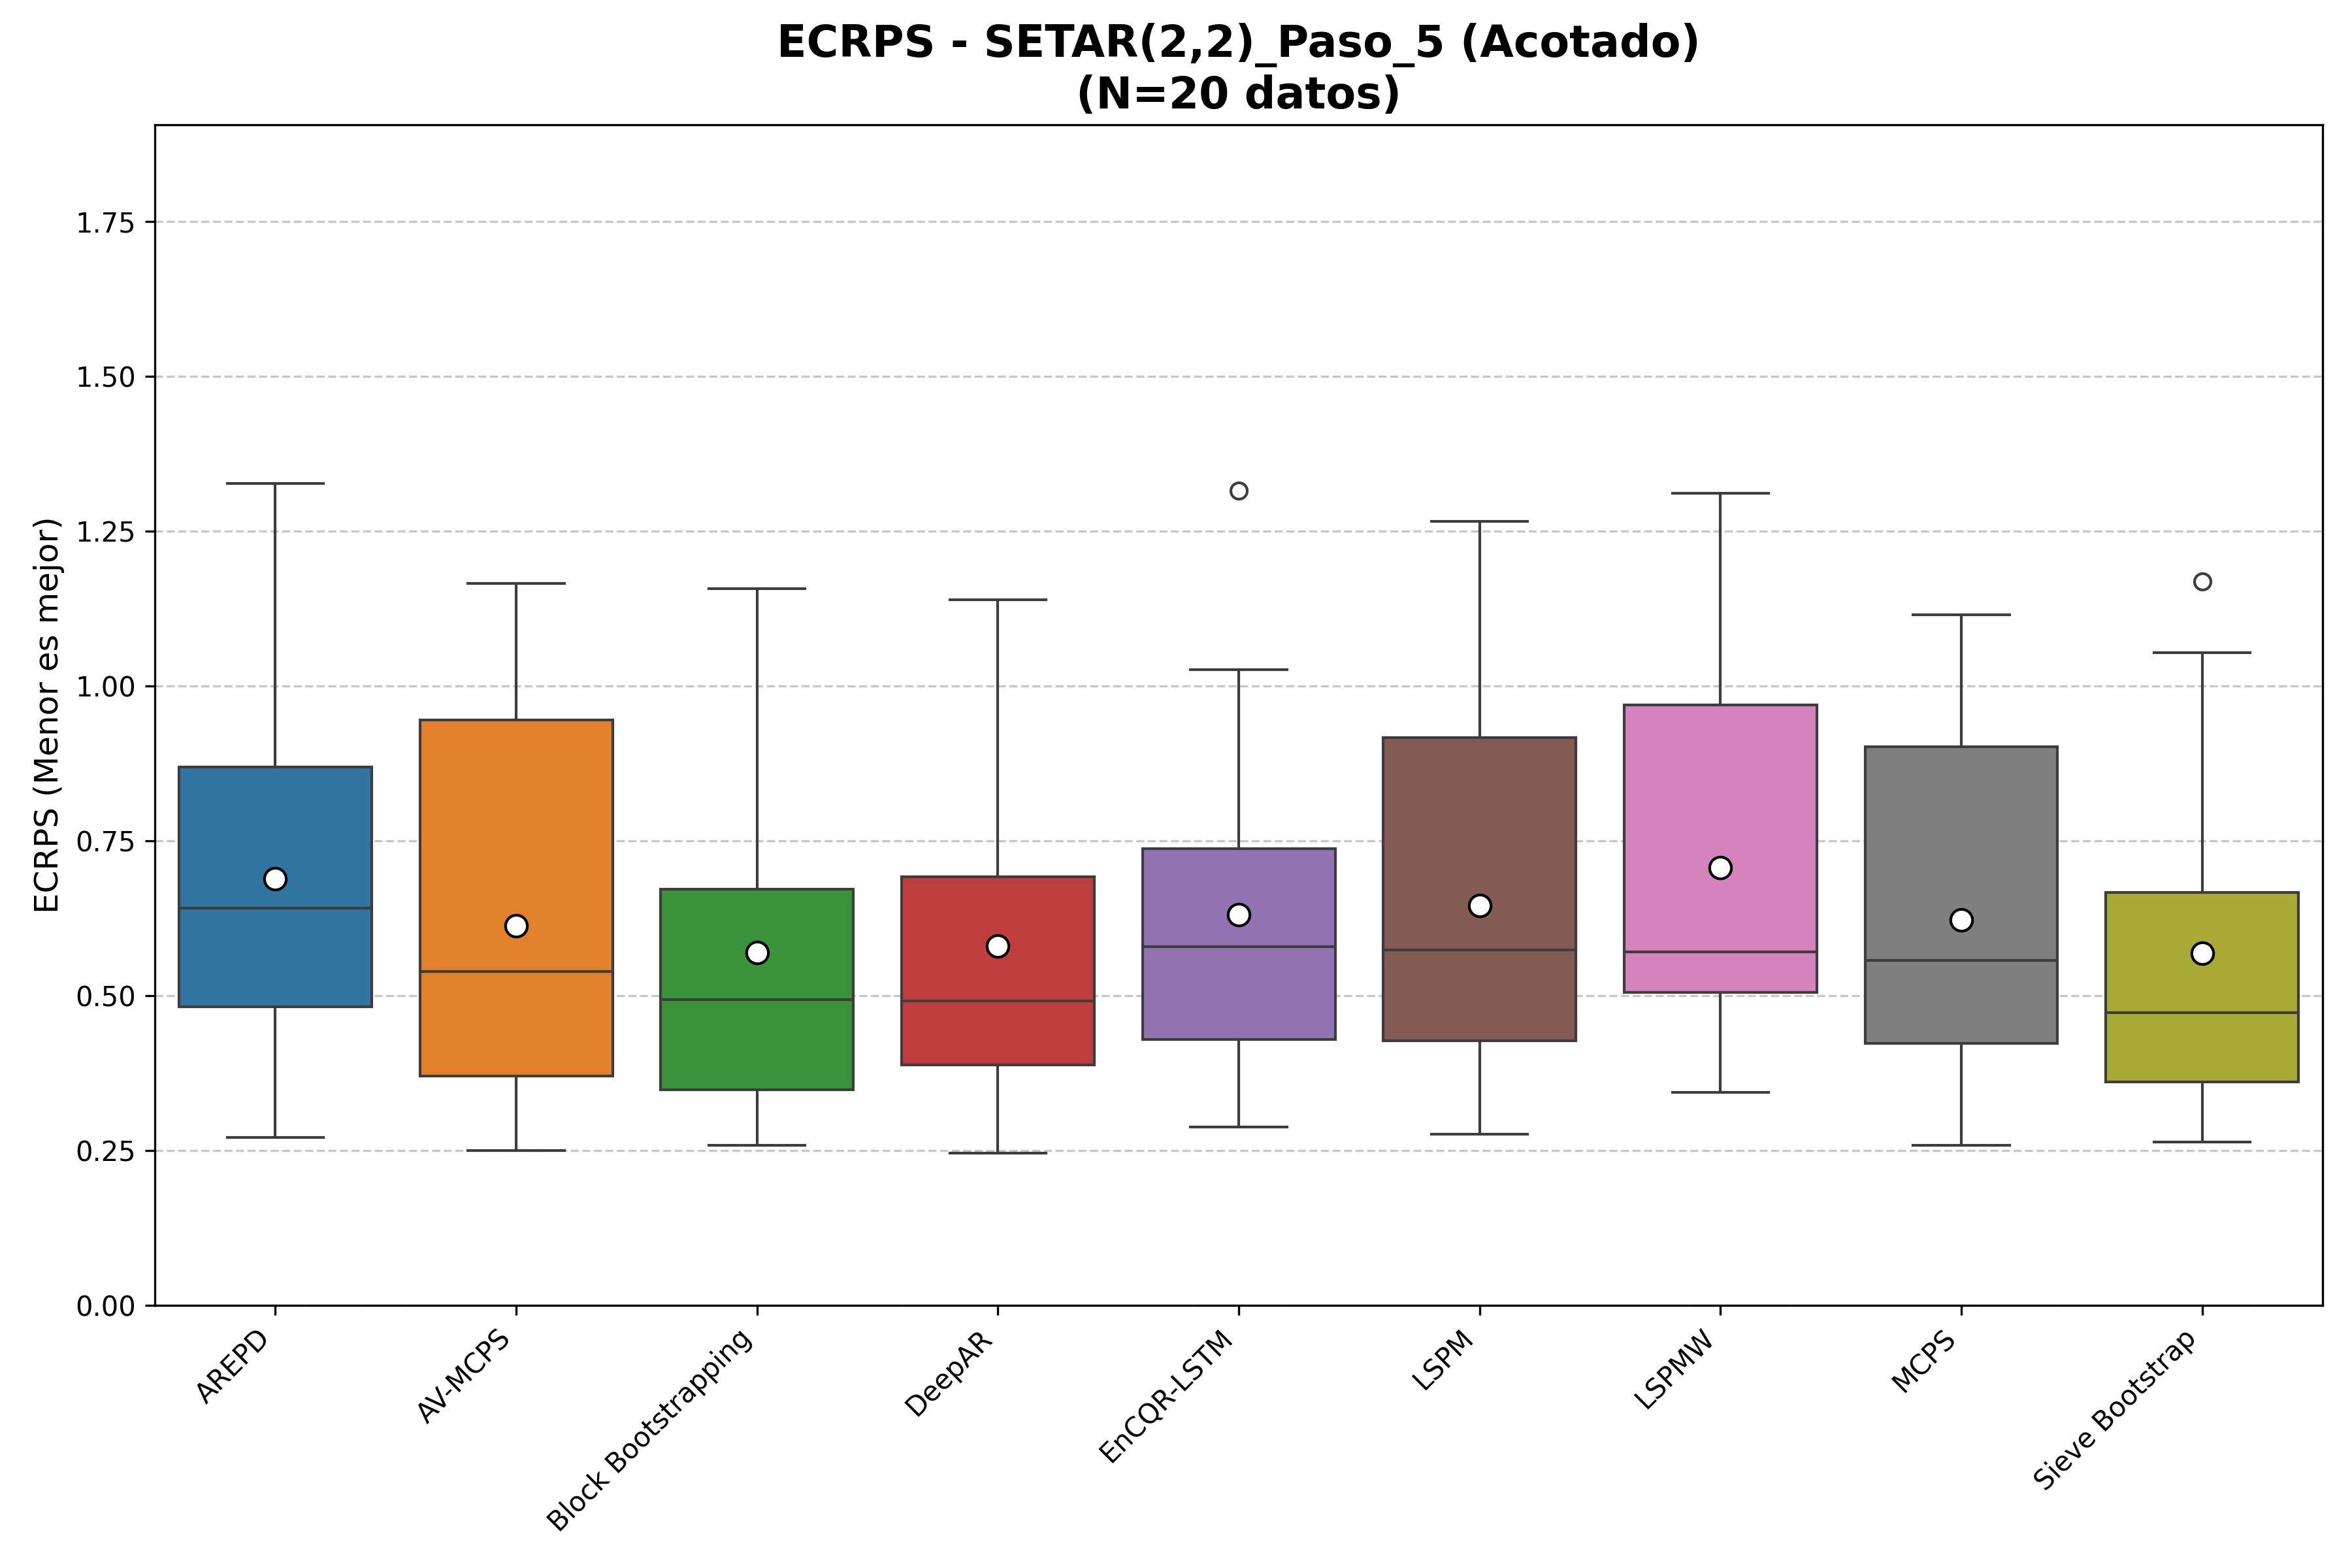 ECRPS - SETAR(2,2)_Paso_5 (Acotado)
(N=20 datos)
ECRPS (Menor es mejor)
1.75
1.50
1.25
1.00
0.75
0.50
0.25
0.00
AREPD
AV-MCPS
Block Bootstrapping
DeepAR
EnCQR-LSTM
LSPM
LSPMW
MCPS
Sieve Bootstrap